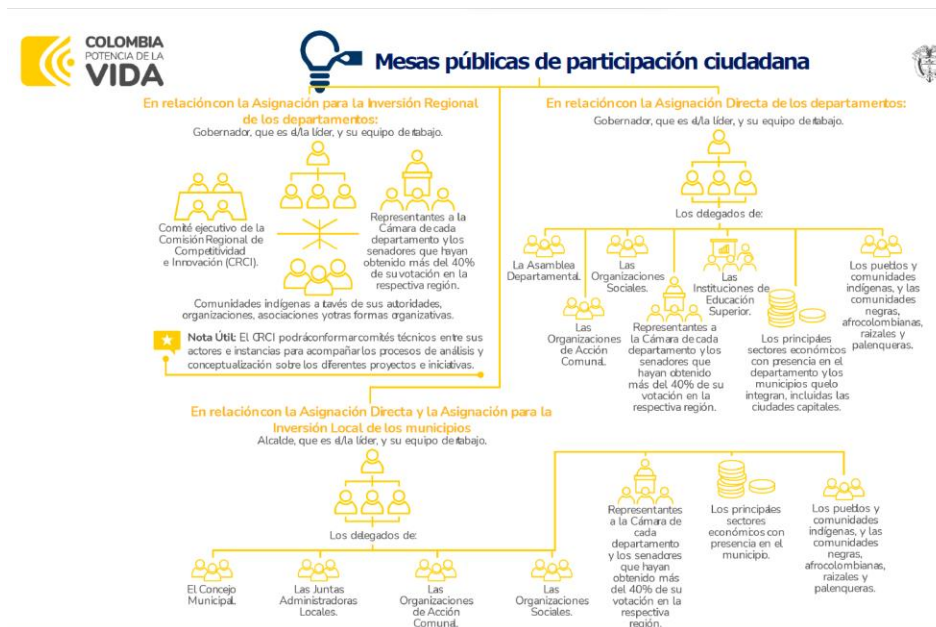 COLOMBIA
POTENCIA DE LA
VIDA
Mesas públicas de participación ciudadana
En relación con la Asignación para la Inversión Regional
de los departamentos:
Gobernador, que es el/la líder, y su equipo de trabajo.
Comité ejecutivo de la
Comisión Regional de
Competitividad
e Innovación (CRCI).
Representantes a la
Cámara de cada
departamento y los
senadores que hayan
obtenido más del 40%
de su votación en la
respectiva región.
Comunidades indígenas a través de sus autoridades,
organizaciones, asociaciones y otras formas organizativas.
Nota Útil: El CRCI podrá conformar comités técnicos entre sus
actores e instancias para acompañar los procesos de análisis y
conceptualización sobre los diferentes proyectos e iniciativas.
En relación con la Asignación Directa de los departamentos:
Gobernador, que es el/la líder, y su equipo de trabajo.
Los delegados de:
La Asamblea
Departamental.
Las
Organizaciones
de Acción
Comunal.
Las
Organizaciones
Sociales.
Representantes a
la Cámara de cada
departamento y los
senadores que
hayan obtenido
más del 40% de su
votación en la
respectiva región.
Las
Instituciones de
Educación
Superior.
Los principales
sectores económicos
con presencia en el
departamento y los
municipios que lo
integran, incluidas las
ciudades capitales.
Los pueblos y
comunidades
indígenas, y las
comunidades
negras,
afrocolombianas,
raizales y
palenqueras.
En relación con la Asignación Directa y la Asignación para la
Inversión Local de los municipios
Alcalde, que es el/la líder, y su equipo de trabajo.
Los delegados de:
El Concejo
Municipal.
Las Juntas
Administradoras
Locales.
Las
Organizaciones
de Acción
Comunal.
Las
Organizaciones
Sociales.
Representantes
a la Cámara de
cada
departamento
y los senadores
que hayan
obtenido más
del 40% de su
votación en la
respectiva
región.
Los principales
sectores
económicos con
presencia en el
municipio.
Los pueblos y
comunidades
indígenas, y las
comunidades
negras,
afrocolombianas,
raizales y
palenqueras.